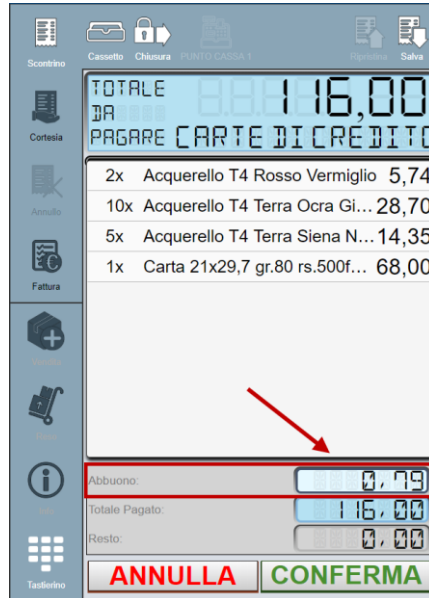 Scontrino
Cassetto Chiusura PUNTO CASSA 1 Ripristina Salva
TOTALE
DA
PAGARE
116,00
CARTE DI CREDITO
Cortesia
Annullo
Fattura
2x Acquerello T4 Rosso Vermiglio 5,74
10x Acquerello T4 Terra Ocra Gi... 28,70
5x Acquerello T4 Terra Siena N... 14,35
1x Carta 21x29,7 gr.80 rs.500f... 68,00
Abbuono: 0,79
Totale Pagato: 116,00
Resto: 0,00
Tastierino
ANNULLA CONFERMA